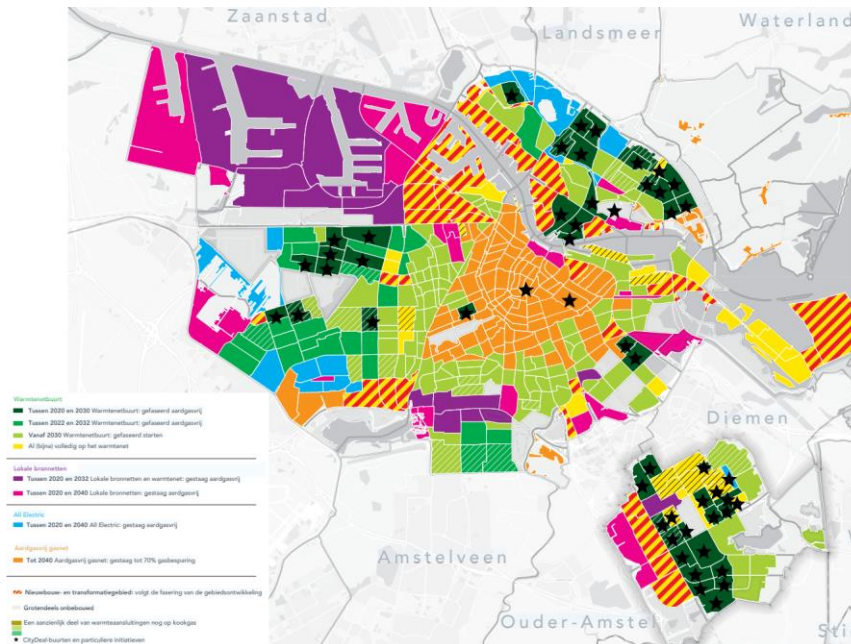 Zaanstad
Landsmeer
Waterland
Warmtenetbuurt
Tussen 2020 en 2030 Warmtenetbuurt: gefaseerd aardgasvrij
Tussen 2022 en 2032 Warmtenetbuurt: gefaseerd aardgasvrij
Vanaf 2030 Warmtenetbuurt: gefaseerd starten
Al (bijna) volledig op het warmtenet
Lokale bronnetten
Tussen 2020 en 2032 Lokale bronnetten en warmtenet: gestaag aardgasvrij
Tussen 2020 en 2040 Lokale bronnetten: gestaag aardgasvrij
All Electric
Tussen 2020 en 2040 All Electric: gestaag aardgasvrij
Aardgasvrij gasnet
Tot 2040 Aardgasvrij gasnet: gestaag tot 70% gasbesparing
Nieuwbouw- en transformatiegebied: volgt de fasering van de gebiedsontwikkeling
Grotendeels onbebouwd
Een aanzienlijk deel van warmteaansluitingen nog op kookgas
CityDeal-buurten en particuliere initiatieven
Diemen
Amstelveen
Ouder-Amstel
Sti